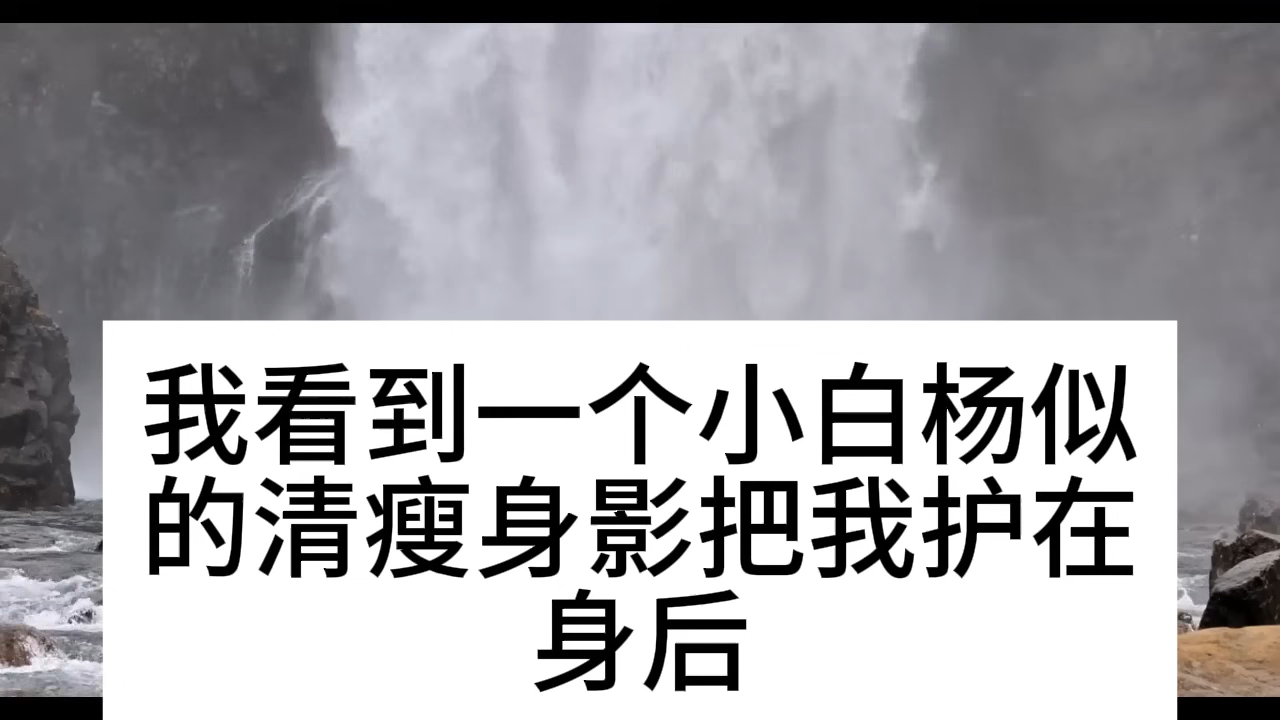 我看到一个小白杨似
的清瘦身影把我护在
身后